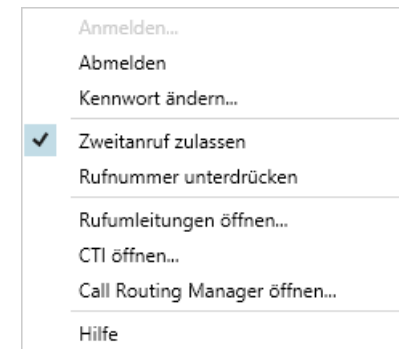 Anmelden...
Abmelden
Kennwort ändern...
Zweitanruf zulassen
Rufnummer unterdrücken
Rufumleitungen öffnen...
CTI öffnen...
Call Routing Manager öffnen...
Hilfe